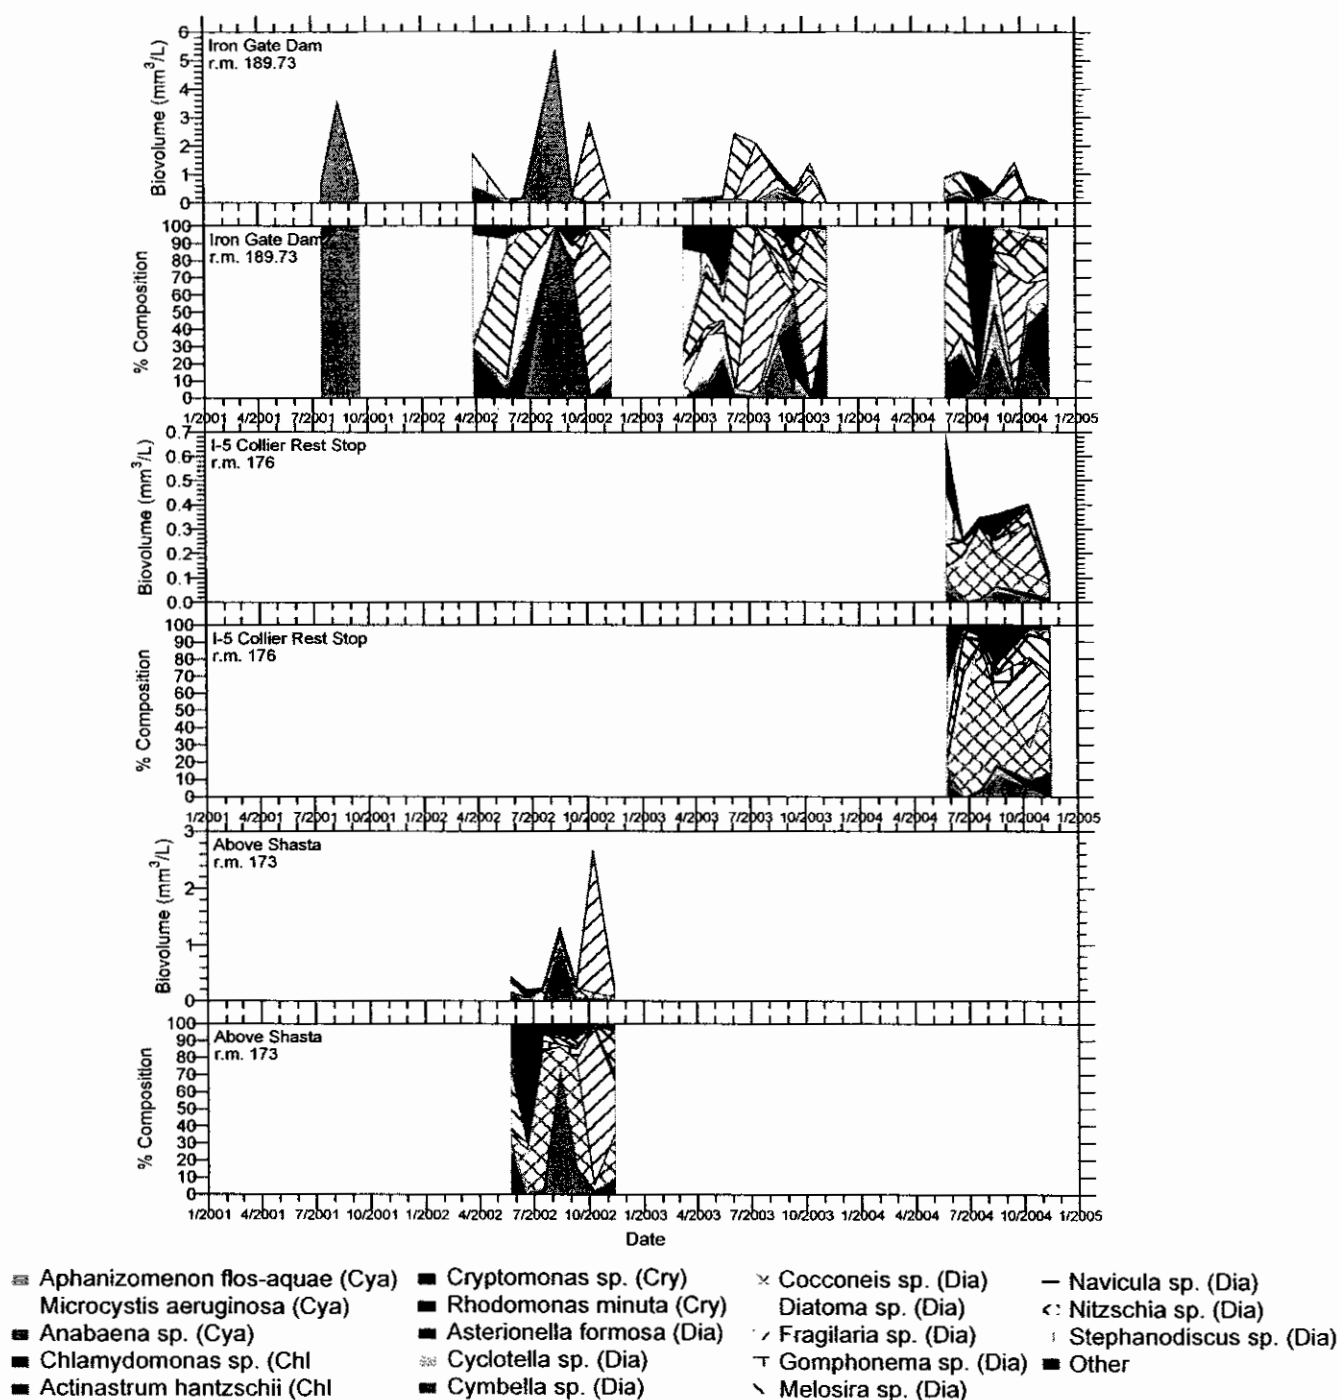 Iron Gate Dam
r.m. 189.73
Biovolume (mm³/L)
6
5
4
3
2
1
0
Iron Gate Dam
r.m. 189.73
% Composition
100
90
80
70
60
50
40
30
20
10
0
1/2001 4/2001 7/2001 10/2001 1/2002 4/2002 7/2002 10/2002 1/2003 4/2003 7/2003 10/2003 1/2004 4/2004 7/2004 10/2004 1/2005
I-5 Collier Rest Stop
r.m. 176
Biovolume (mm³/L)
0.7
0.6
0.5
0.4
0.3
0.2
0.1
0.0
I-5 Collier Rest Stop
r.m. 176
% Composition
100
90
80
70
60
50
40
30
20
10
0
1/2001 4/2001 7/2001 10/2001 1/2002 4/2002 7/2002 10/2002 1/2003 4/2003 7/2003 10/2003 1/2004 4/2004 7/2004 10/2004 1/2005
Above Shasta
r.m. 173
Biovolume (mm³/L)
3
2
1
0
Above Shasta
r.m. 173
% Composition
100
90
80
70
60
50
40
30
20
10
0
1/2001 4/2001 7/2001 10/2001 1/2002 4/2002 7/2002 10/2002 1/2003 4/2003 7/2003 10/2003 1/2004 4/2004 7/2004 10/2004 1/2005
Date
Aphanizomenon flos-aquae (Cya)
Microcystis aeruginosa (Cya)
Anabaena sp. (Cya)
Chlamydomonas sp. (Chl
Actinastrum hantzschii (Chl
Cryptomonas sp. (Cry)
Rhodomonas minuta (Cry)
Asterionella formosa (Dia)
Cyclotella sp. (Dia)
Cymbella sp. (Dia)
Cocconeis sp. (Dia)
Diatoma sp. (Dia)
Fragilaria sp. (Dia)
Gomphonema sp. (Dia)
Melosira sp. (Dia)
Navicula sp. (Dia)
Nitzschia sp. (Dia)
Stephanodiscus sp. (Dia)
Other